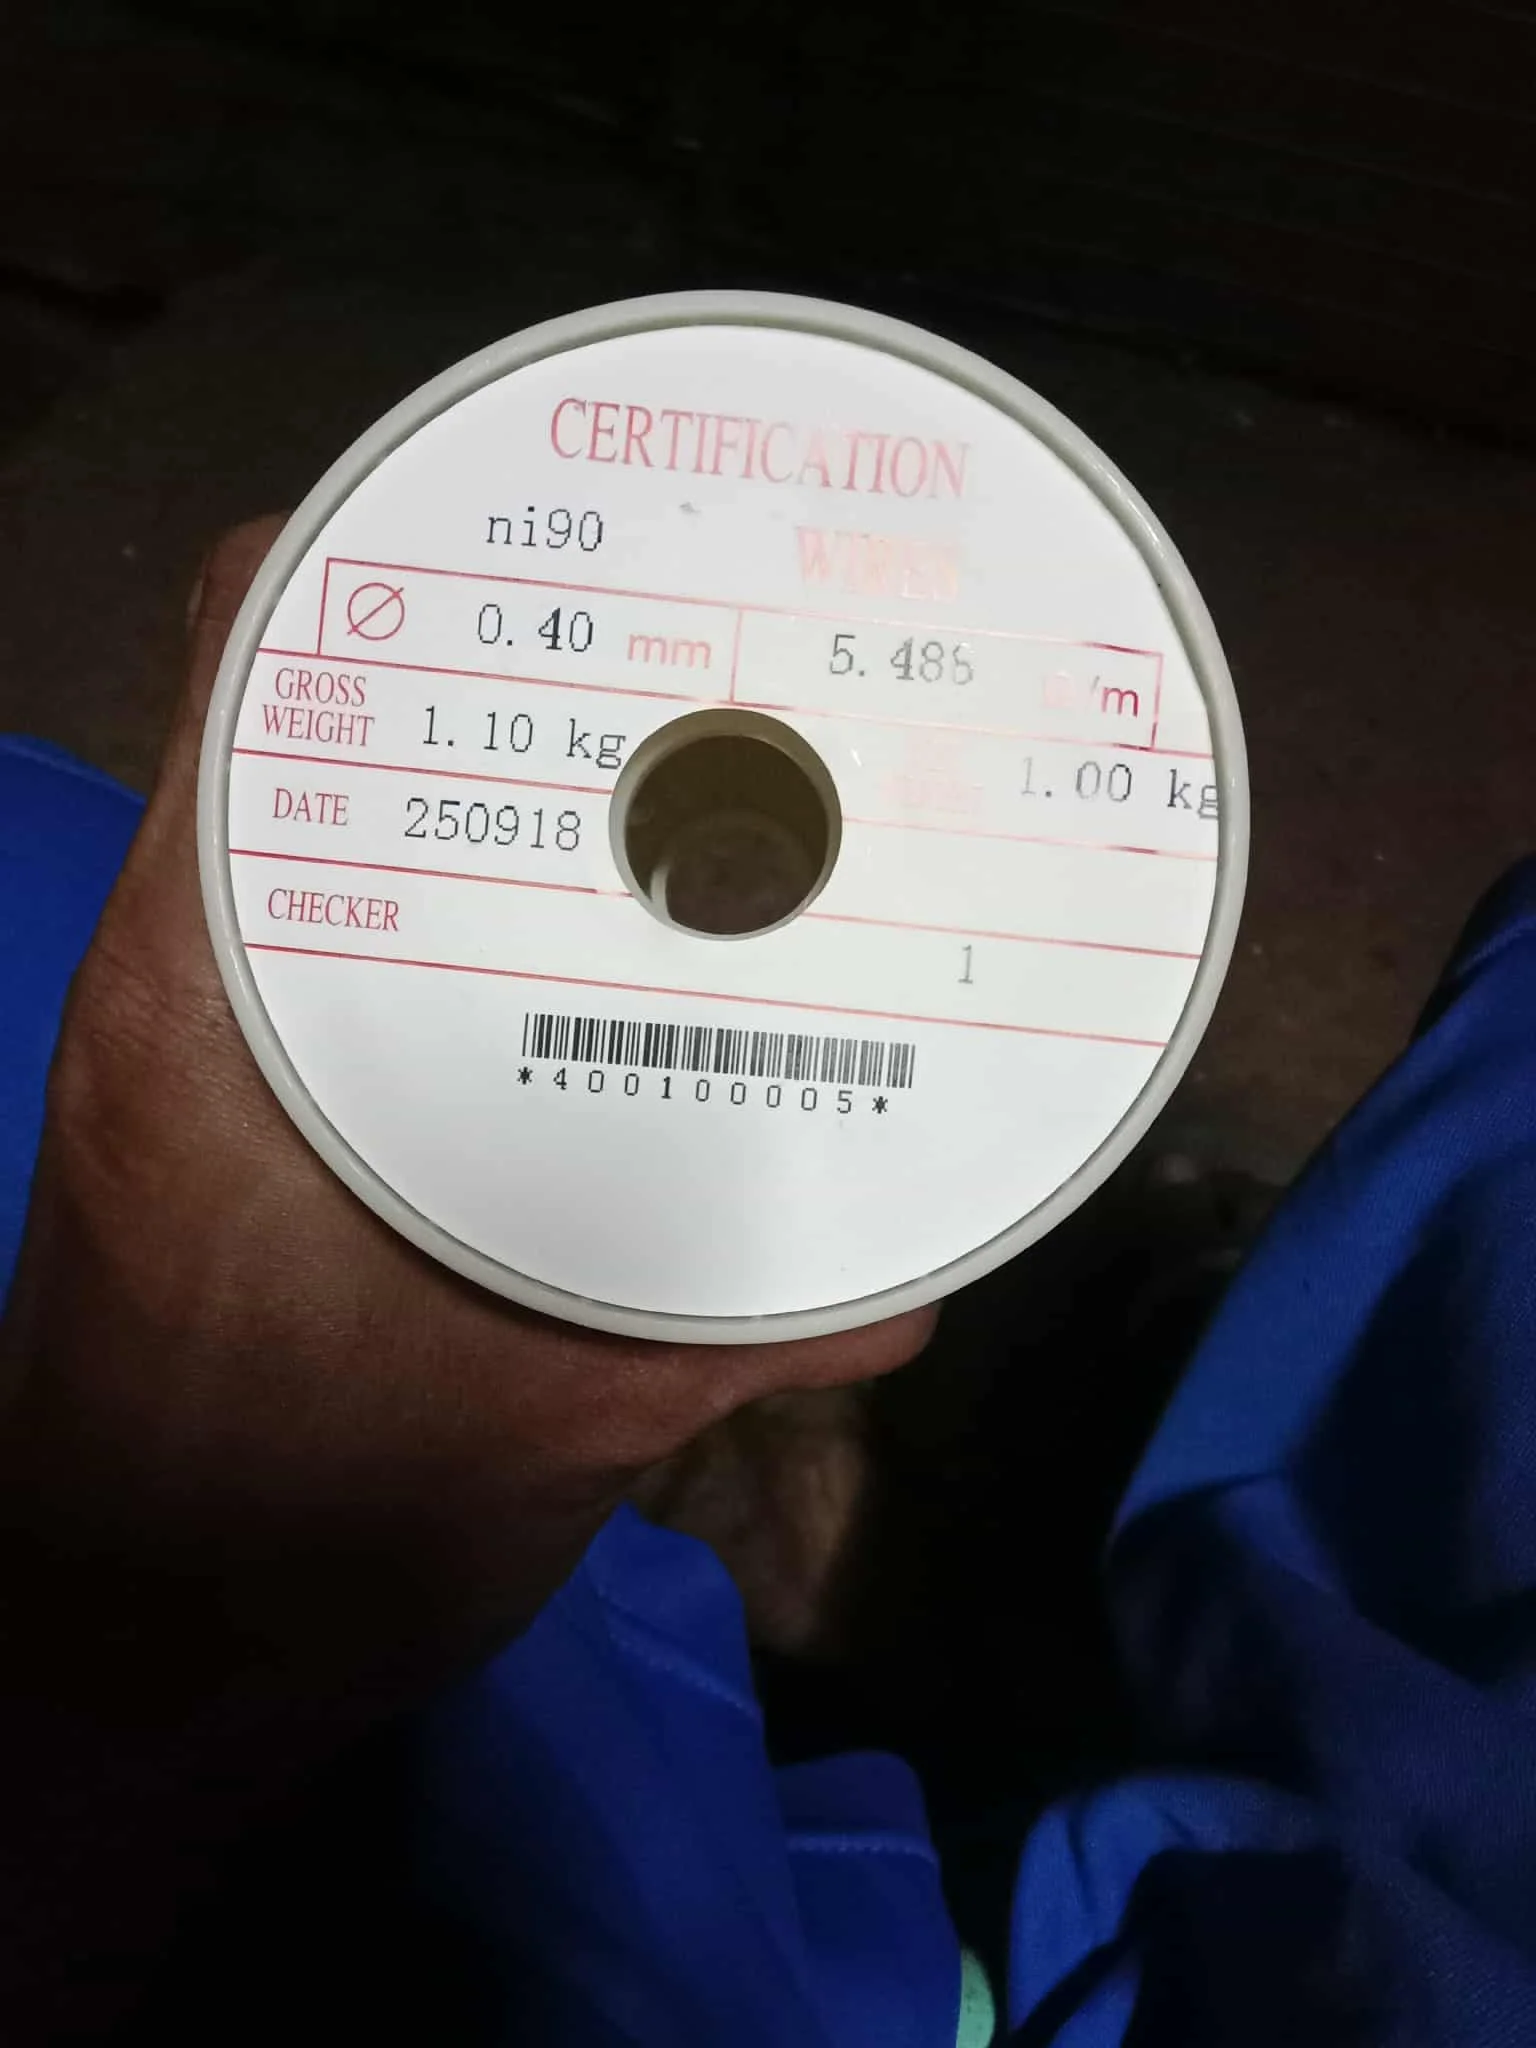 CERTIFICATION
ni90
Ø 0.40 mm 5.488 Ω/m
GROSS WEIGHT 1.10 kg 1.00 kg
DATE 250918
CHECKER
1
*400100005*